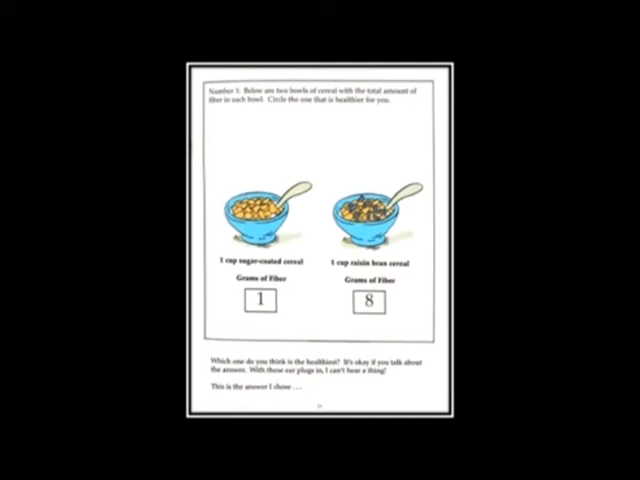 Number 1: Below are two bowls of cereal with the total amount of
fiber in each bowl. Circle the one that is healthier for you.
1 cup sugar-coated cereal
1 cup raisin bran cereal
Grams of Fiber
Grams of Fiber
1
8
Which one do you think is the healthiest? It's okay if you talk about
the answer. With these ear plugs in, I can't hear a thing!
This is the answer I chose . . .